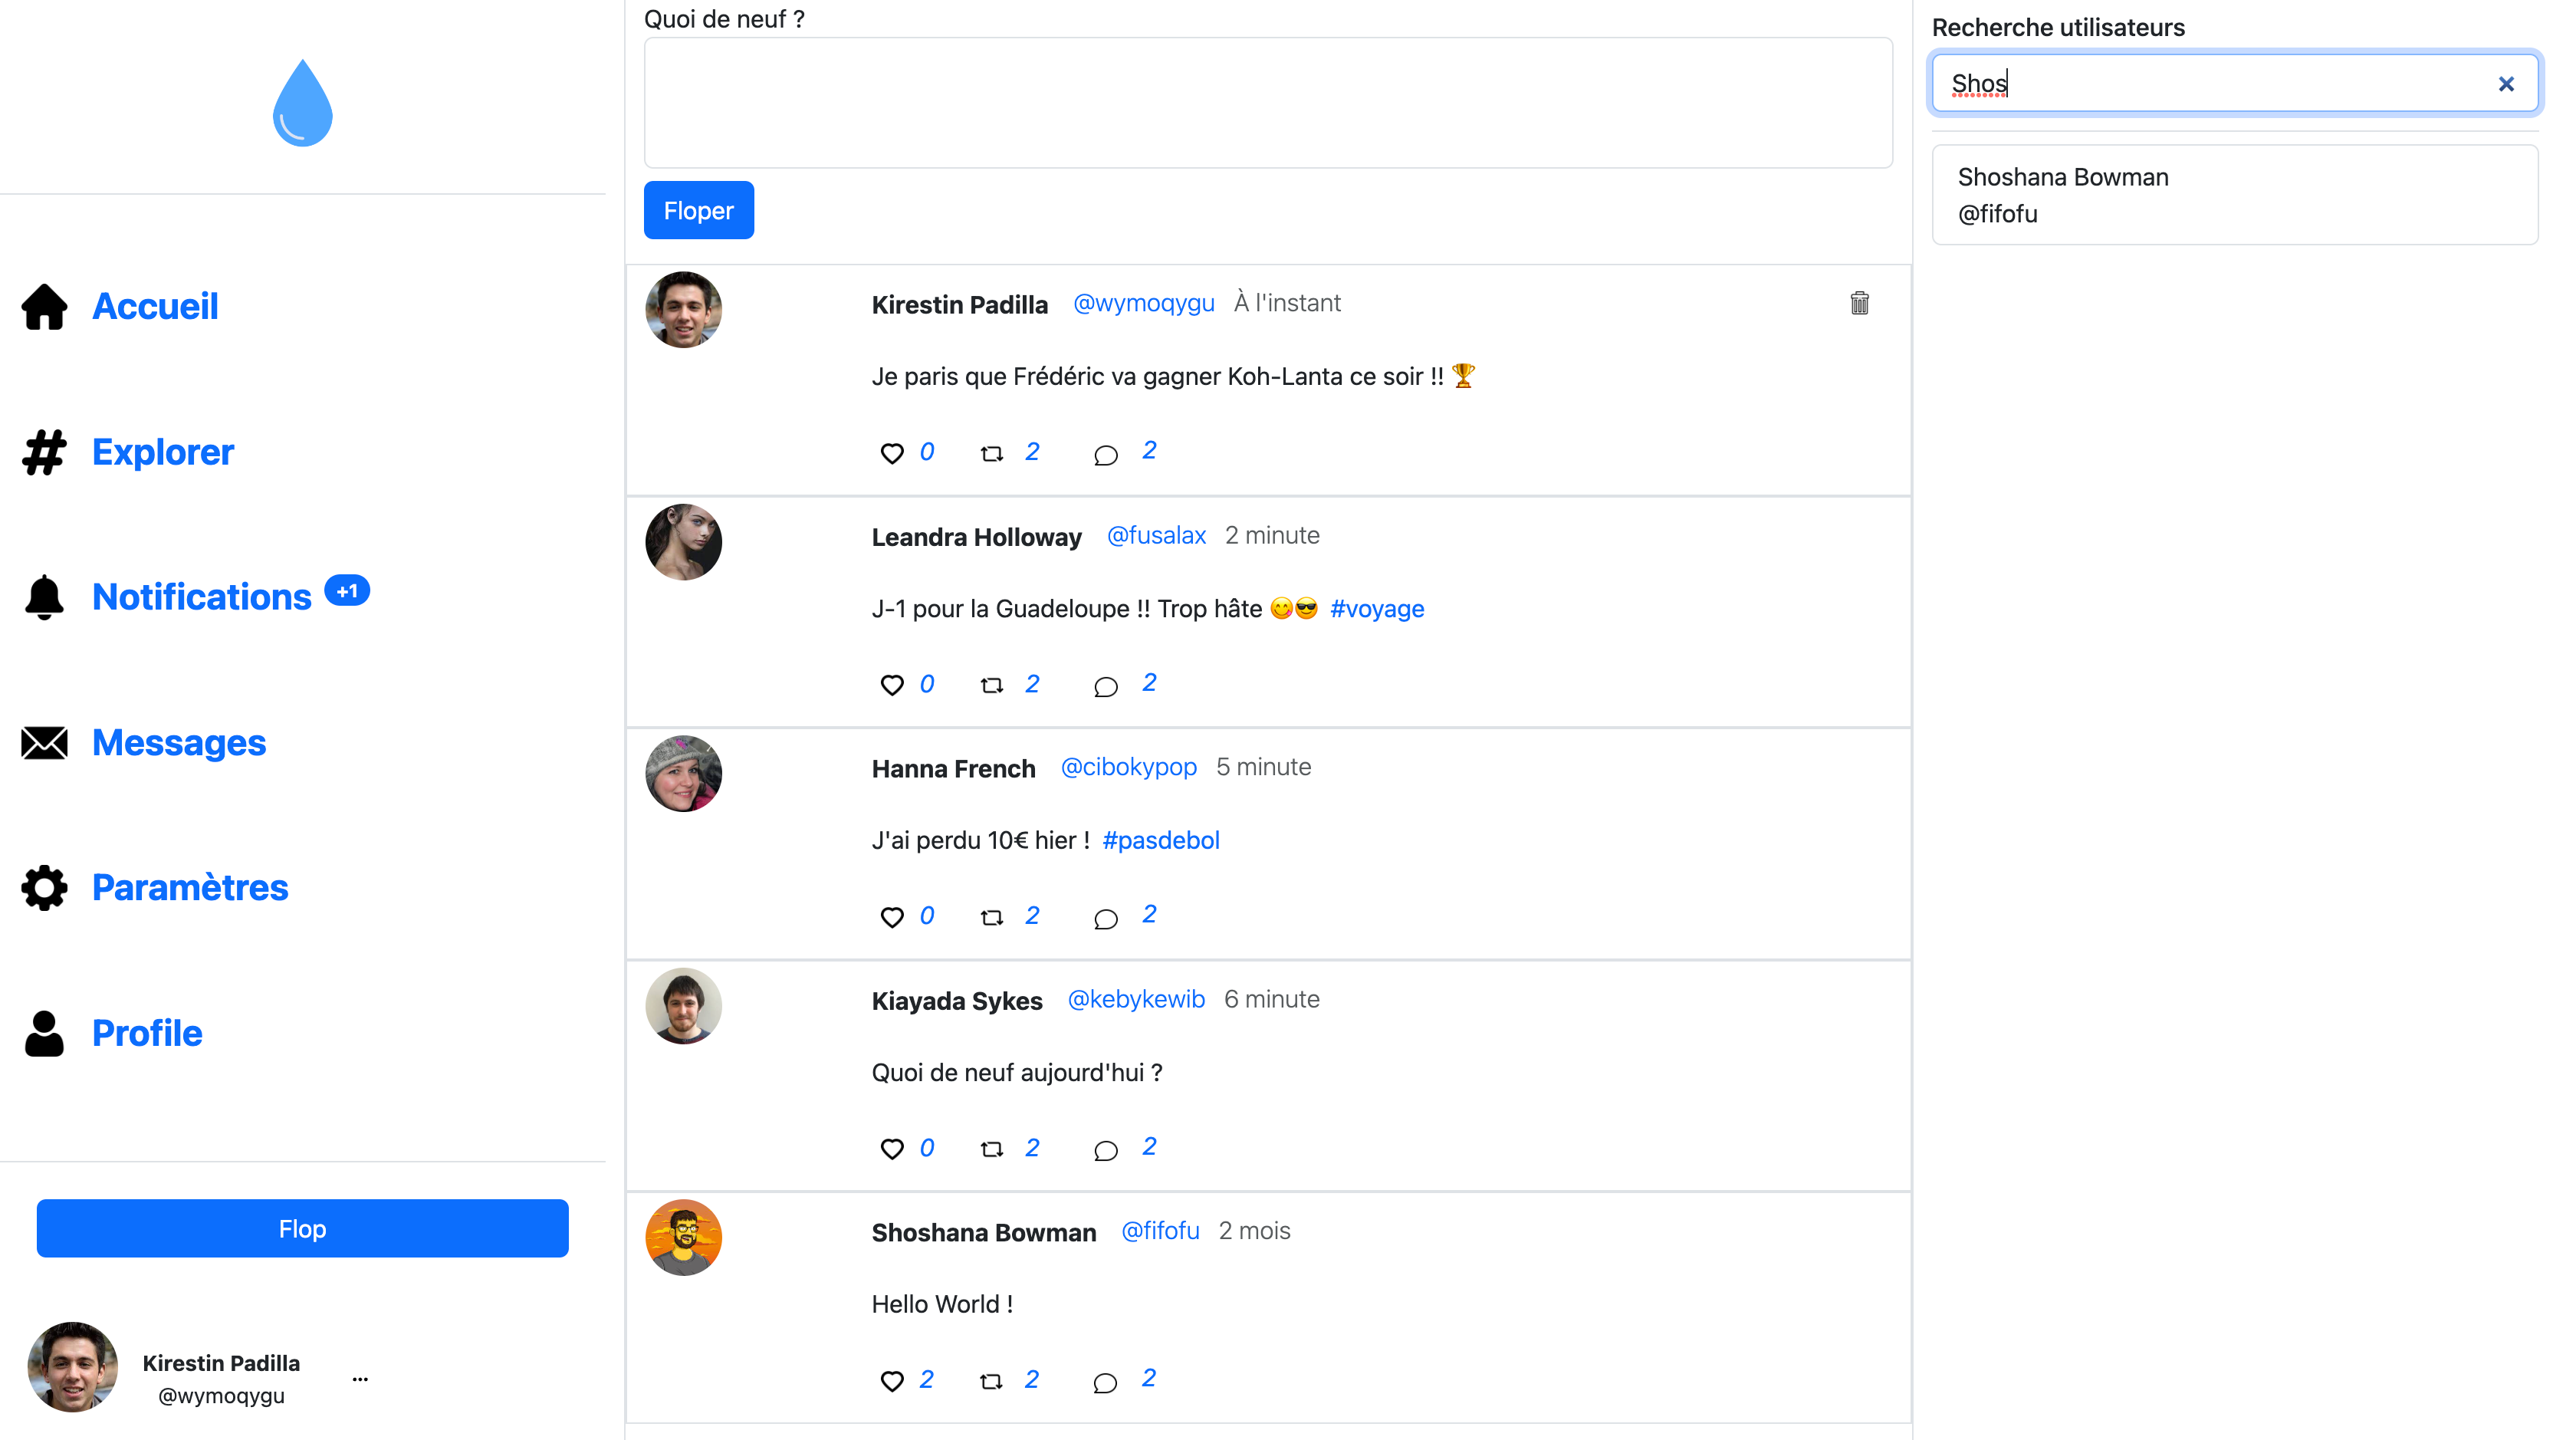 Accueil
Explorer
Notifications +1
Messages
Paramètres
Profile
Flop
Kirestin Padilla
@wymoqygu
...
Quoi de neuf ?
Floper
Kirestin Padilla @wymoqygu À l'instant
Je paris que Frédéric va gagner Koh-Lanta ce soir !! 🏆
0 2 2
Leandra Holloway @fusalax 2 minute
J-1 pour la Guadeloupe !! Trop hâte 😋😎 #voyage
0 2 2
Hanna French @cibokypop 5 minute
J'ai perdu 10€ hier ! #pasdebol
0 2 2
Kiayada Sykes @kebykewib 6 minute
Quoi de neuf aujourd'hui ?
0 2 2
Shoshana Bowman @fifofu 2 mois
Hello World !
2 2 2
Recherche utilisateurs
Shos
Shoshana Bowman
@fifofu